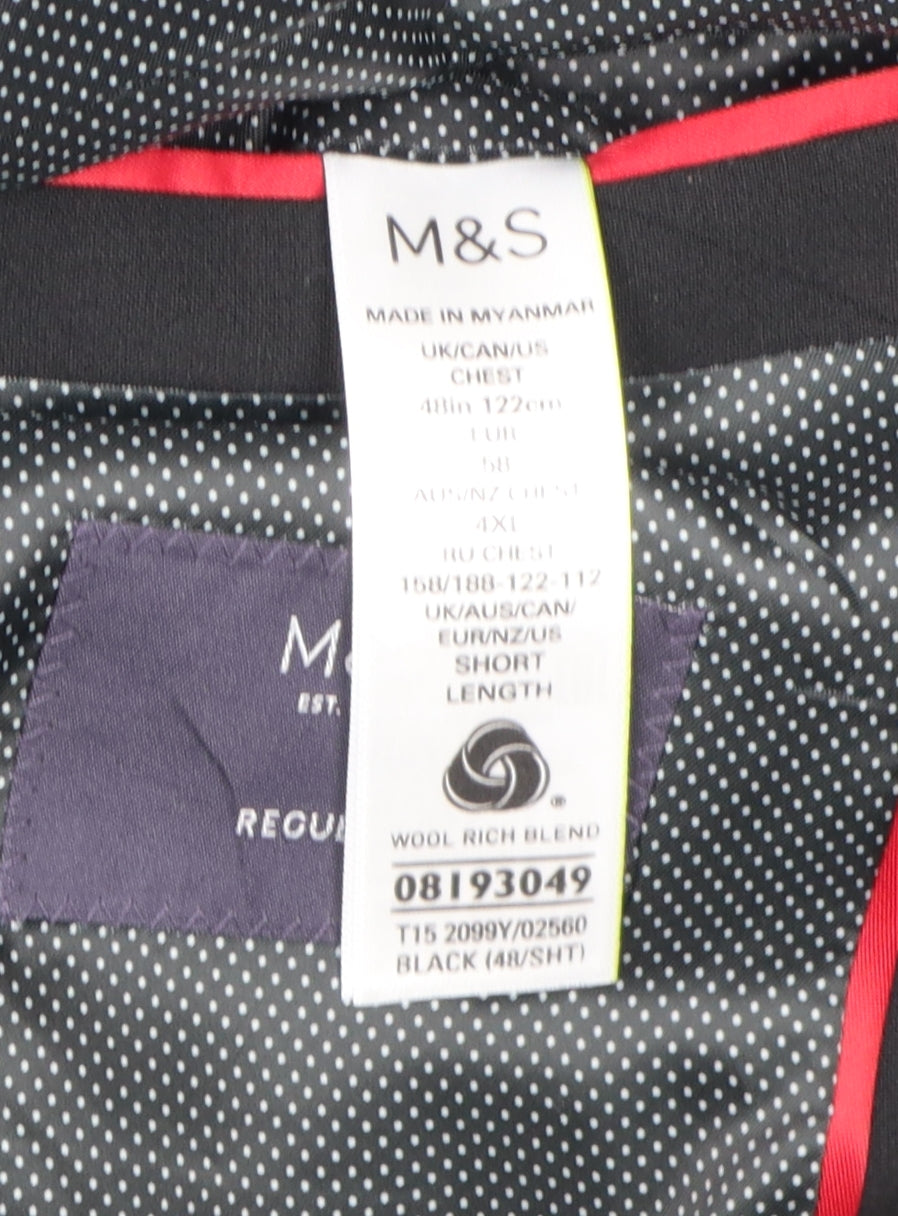 M&S
MADE IN MYANMAR
UK/CAN/US
CHEST
48in 122cm
EUR
58
AUS/NZ CHEST
4XL
RU CHEST
158/188-122-112
UK/AUS/CAN/
EUR/NZ/US
SHORT
LENGTH
®
WOOL RICH BLEND
08193049
T15 2099Y/02560
BLACK (48/SHT)
M&
EST.
REGUL